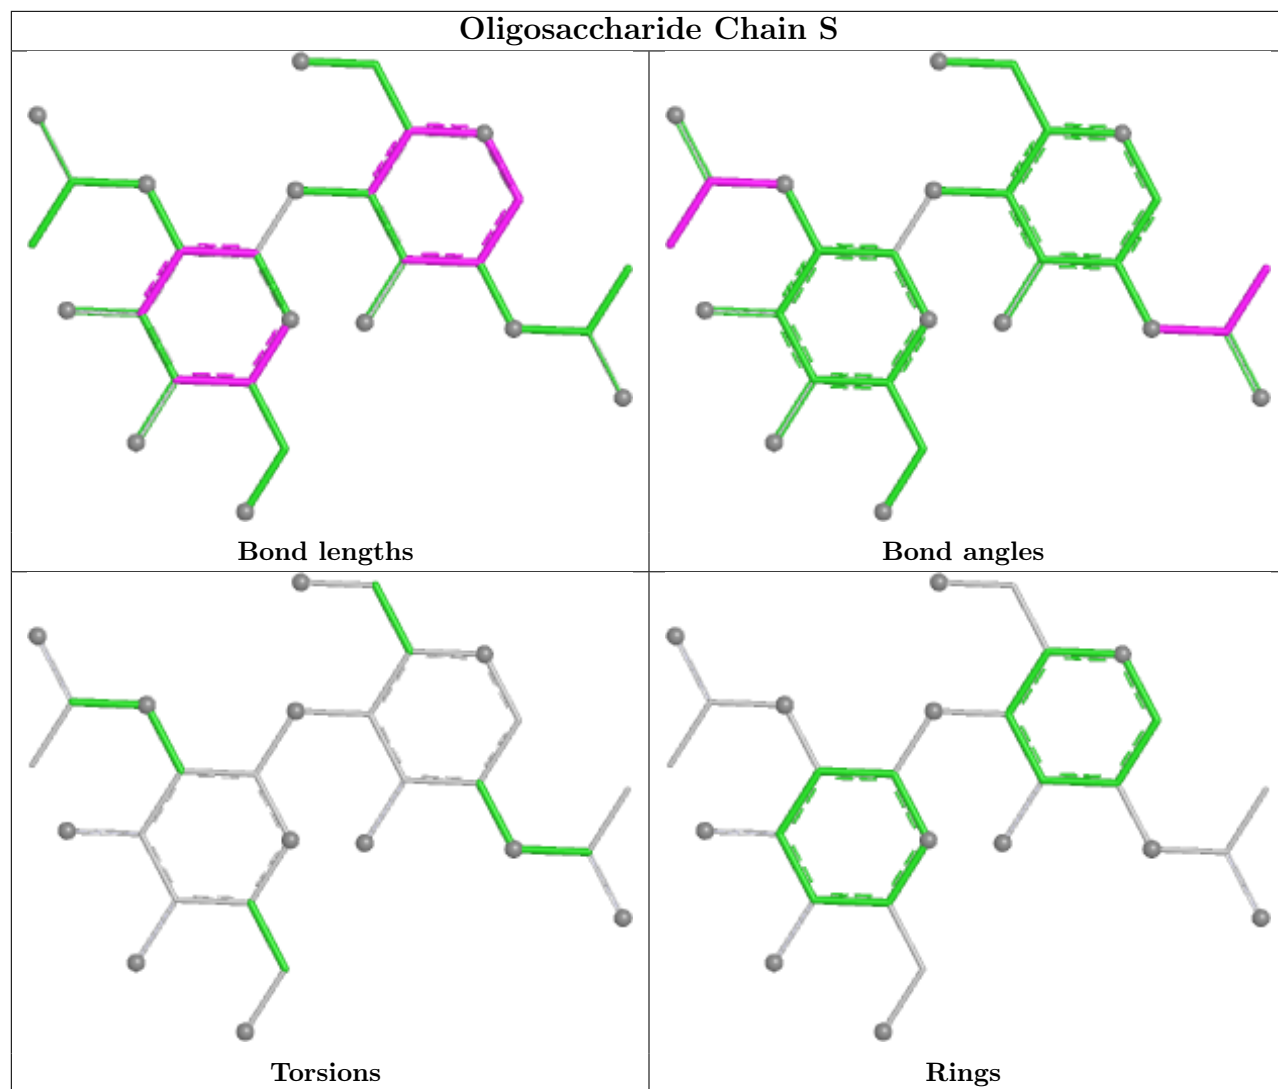 Oligosaccharide Chain S
Bond lengths
Bond angles
Torsions
Rings